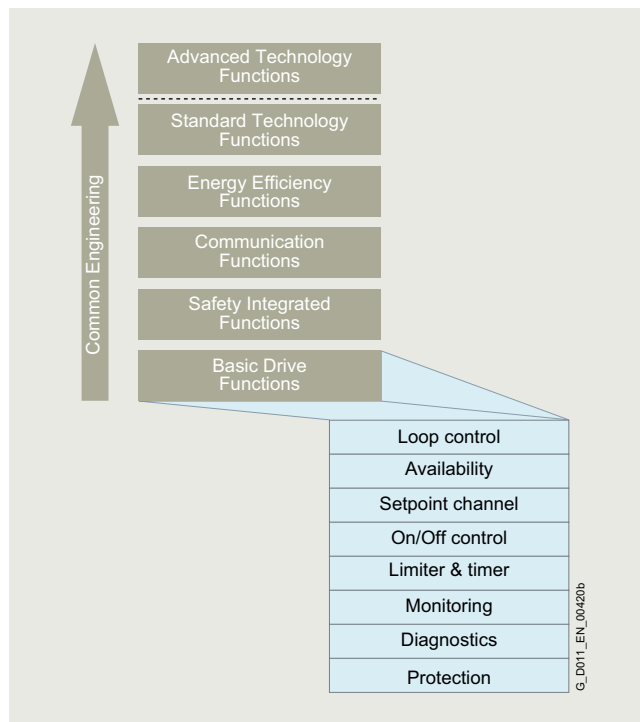 Advanced Technology
Functions
Standard Technology
Functions
Energy Efficiency
Functions
Communication
Functions
Safety Integrated
Functions
Basic Drive
Functions
Common Engineering
Loop control
Availability
Setpoint channel
On/Off control
Limiter & timer
Monitoring
Diagnostics
Protection
G_D011_EN_00420b